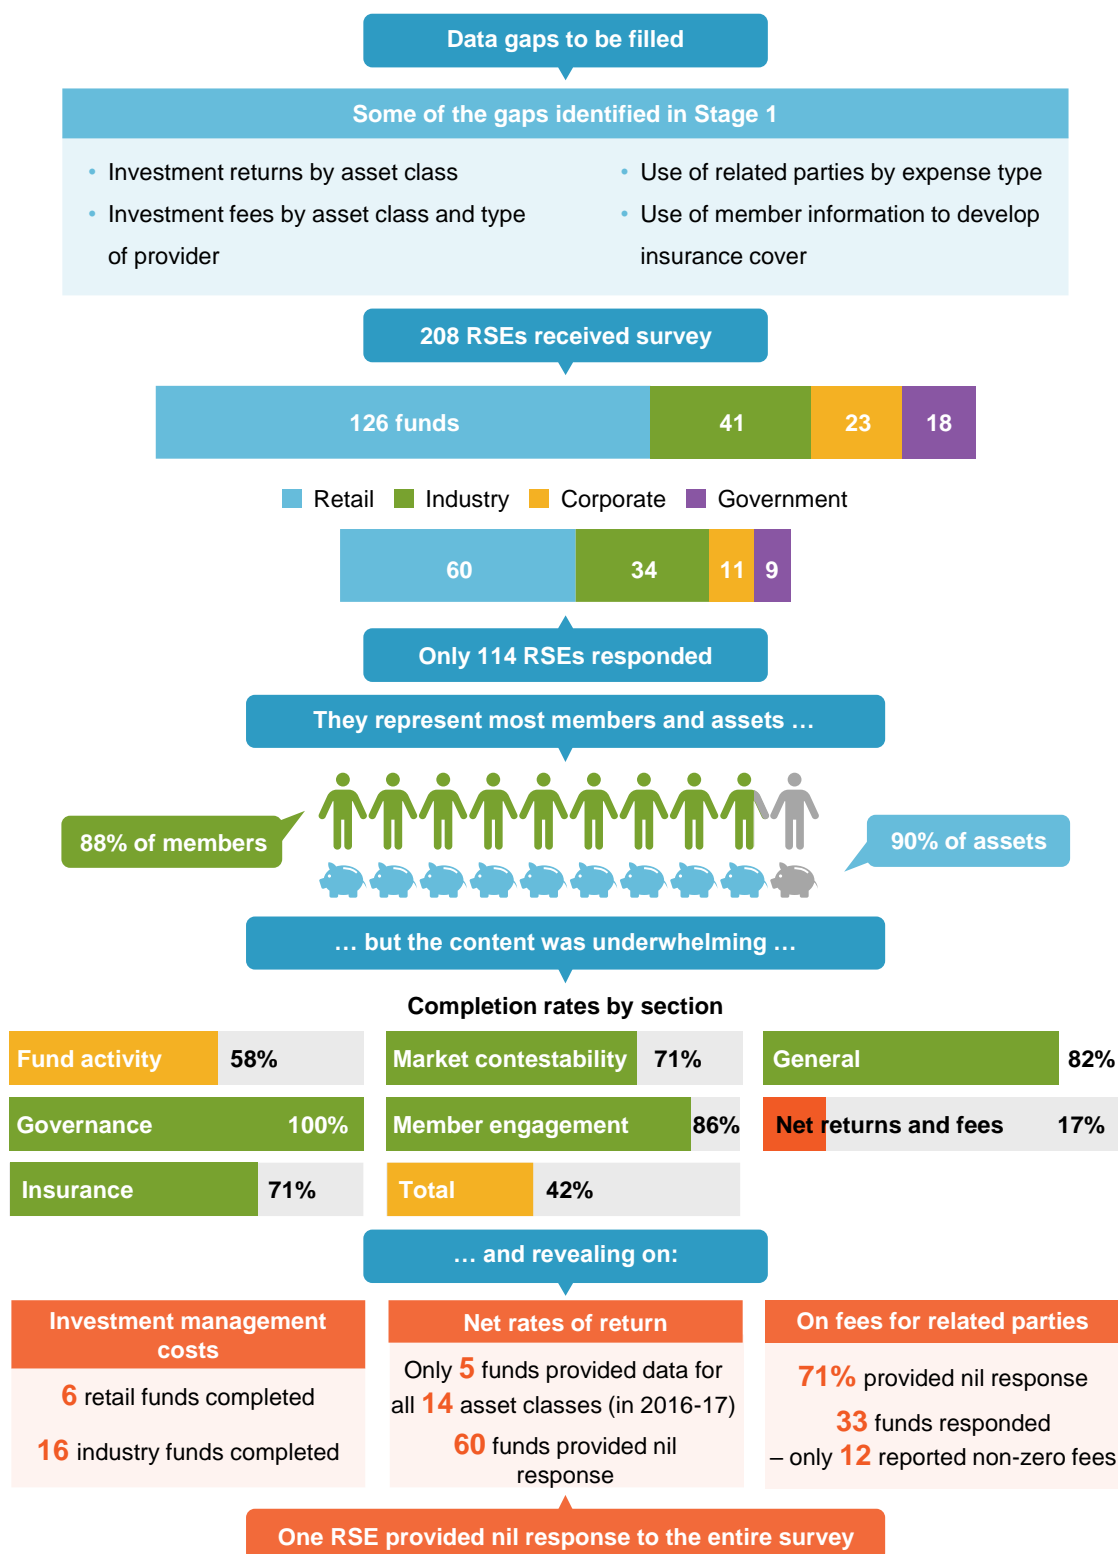 Data gaps to be filled
Some of the gaps identified in Stage 1
• Investment returns by asset class
• Investment fees by asset class and type
of provider
• Use of related parties by expense type
• Use of member information to develop
insurance cover
208 RSEs received survey
126 funds 41 23 18
Retail Industry Corporate Government
60 34 11 9
Only 114 RSEs responded
They represent most members and assets …
88% of members
90% of assets
… but the content was underwhelming …
Completion rates by section
Fund activity 58%
Market contestability 71%
General 82%
Governance 100%
Member engagement 86%
Net returns and fees 17%
Insurance 71%
Total 42%
… and revealing on:
Investment management
costs
6 retail funds completed
16 industry funds completed
Net rates of return
Only 5 funds provided data for
all 14 asset classes (in 2016-17)
60 funds provided nil
response
On fees for related parties
71% provided nil response
33 funds responded
– only 12 reported non-zero fees
One RSE provided nil response to the entire survey